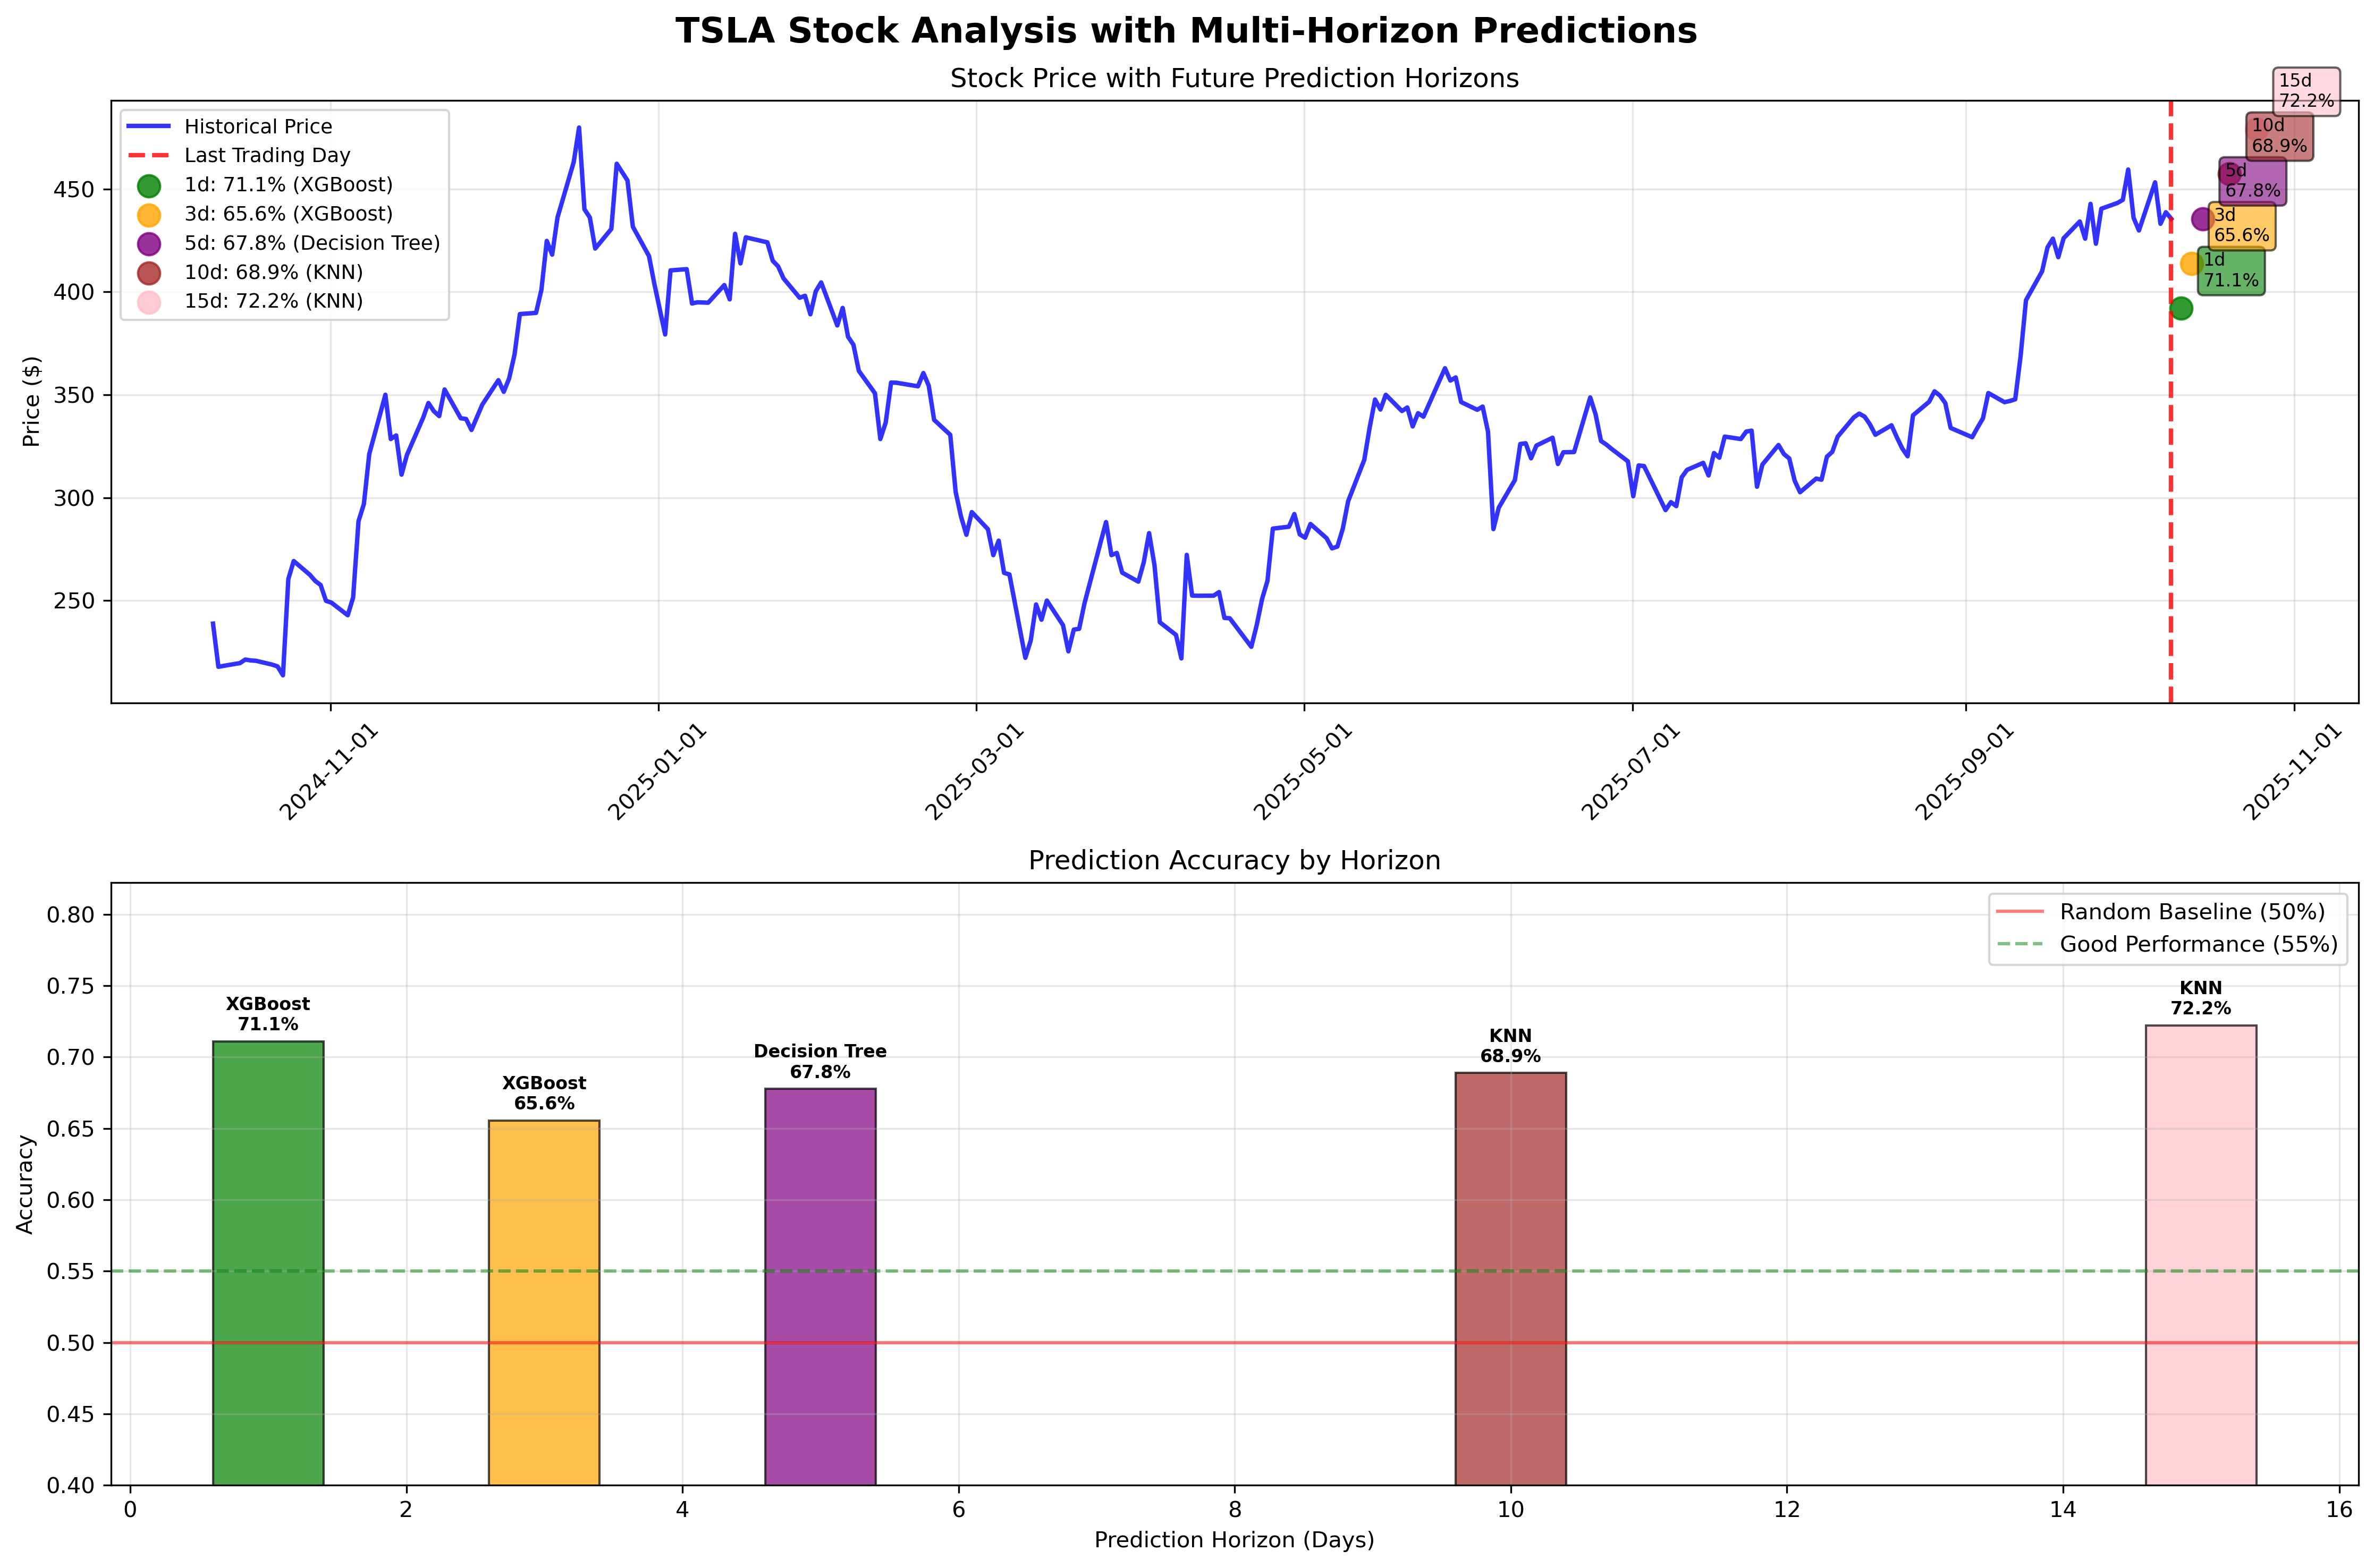 TSLA Stock Analysis with Multi-Horizon Predictions
Stock Price with Future Prediction Horizons
Historical Price
Last Trading Day
1d: 71.1% (XGBoost)
3d: 65.6% (XGBoost)
5d: 67.8% (Decision Tree)
10d: 68.9% (KNN)
15d: 72.2% (KNN)
15d
72.2%
10d
68.9%
5d
67.8%
3d
65.6%
1d
71.1%
Price ($)
450
400
350
300
250
2024-11-01
2025-01-01
2025-03-01
2025-05-01
2025-07-01
2025-09-01
2025-11-01
Prediction Accuracy by Horizon
Random Baseline (50%)
Good Performance (55%)
XGBoost
71.1%
XGBoost
65.6%
Decision Tree
67.8%
KNN
68.9%
KNN
72.2%
Accuracy
0.80
0.75
0.70
0.65
0.60
0.55
0.50
0.45
0.40
0
2
4
6
8
10
12
14
16
Prediction Horizon (Days)